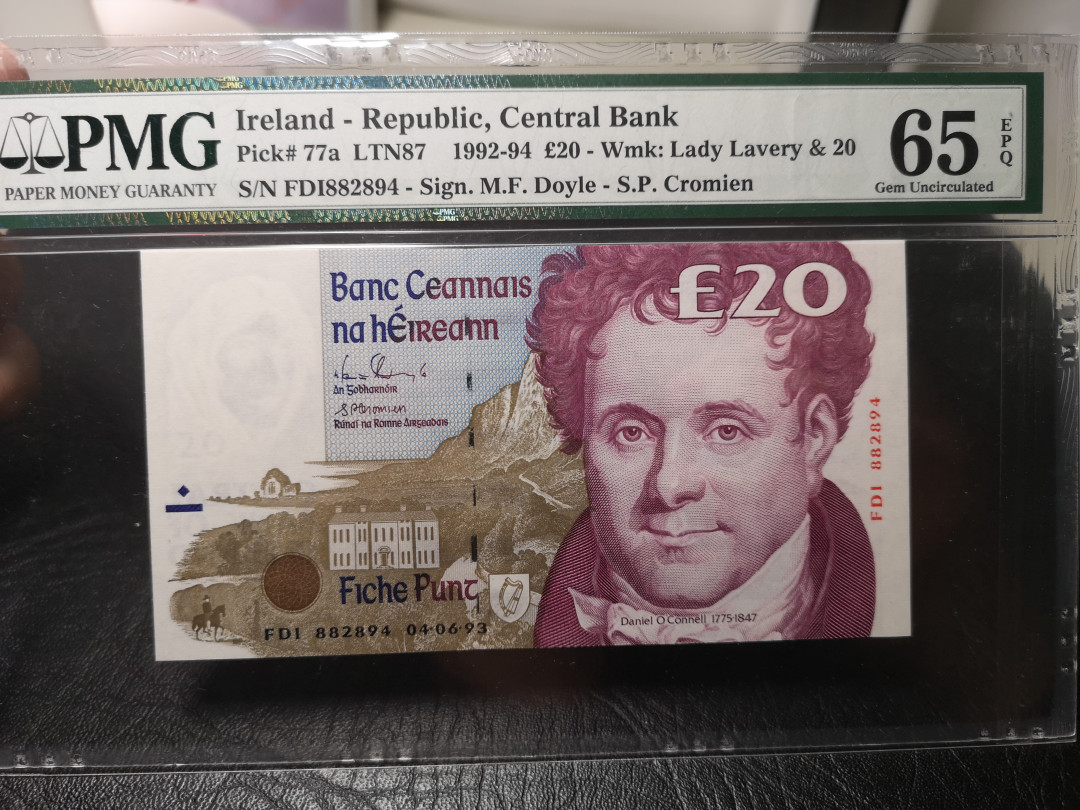 PMG
PAPER MONEY GUARANTY
Ireland - Republic, Central Bank
Pick# 77a LTN87 1992-94 £20 - Wmk: Lady Lavery & 20
S/N FDI882894 - Sign. M.F. Doyle - S.P. Cromien
65
EPQ
Gem Uncirculated
Banc Ceannais
na hÉireann
£20
An Gobharnóir
S P Cromien
Rúnaí na Roinne Airgeadais
FDI 882894
Fiche Punt
FDI 882894 04·06·93
Daniel O'Connell 1775-1847